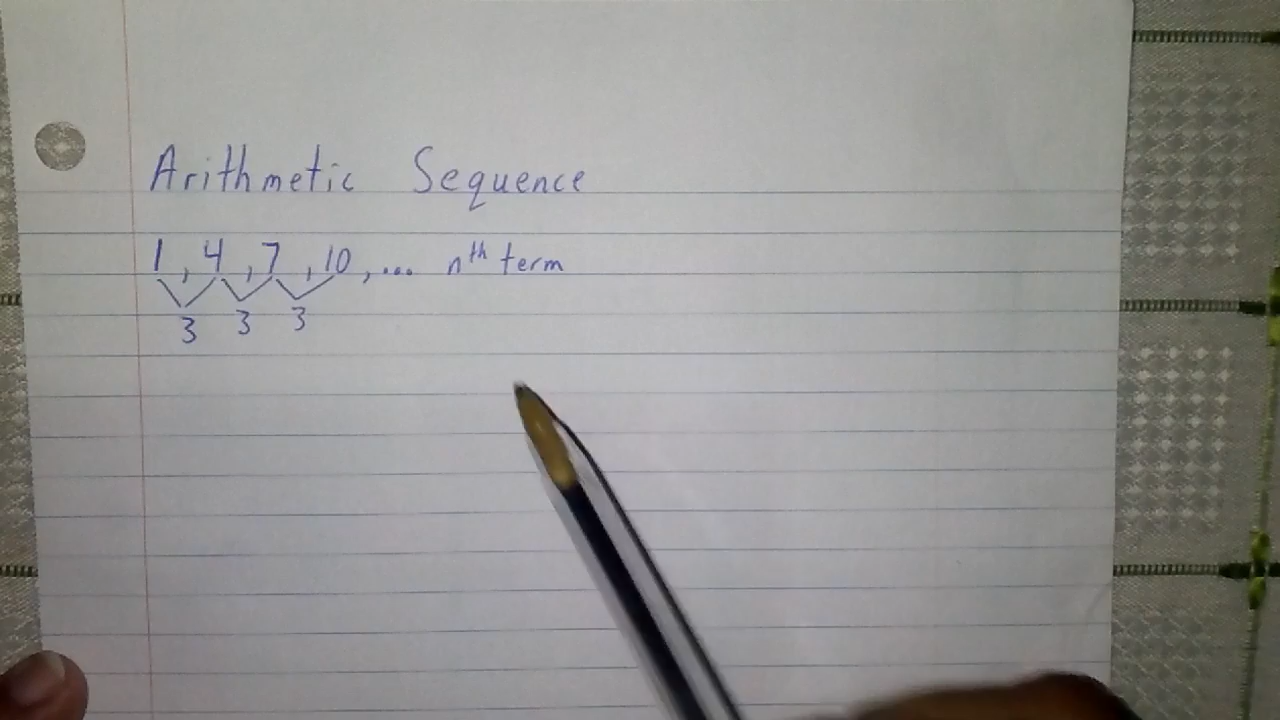 Arithmetic Sequence
1, 4, 7, 10, ... nth term
3 3 3